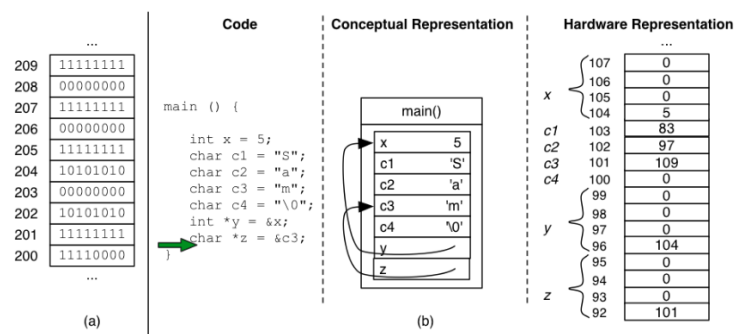 Code
Conceptual Representation
Hardware Representation
...
209 11111111
208 00000000
207 11111111
206 00000000
205 11111111
204 10101010
203 00000000
202 10101010
201 11111111
200 11110000
...
(a)
main () {
int x = 5;
char c1 = "S";
char c2 = "a";
char c3 = "m";
char c4 = "\0";
int *y = &x;
char *z = &c3;
}
main()
x 5
c1 'S'
c2 'a'
c3 'm'
c4 '\0'
y
z
(b)
...
107 0
106 0
x 105 0
104 5
c1 103 83
c2 102 97
c3 101 109
c4 100 0
99 0
98 0
y 97 0
96 104
95 0
94 0
z 93 0
92 101